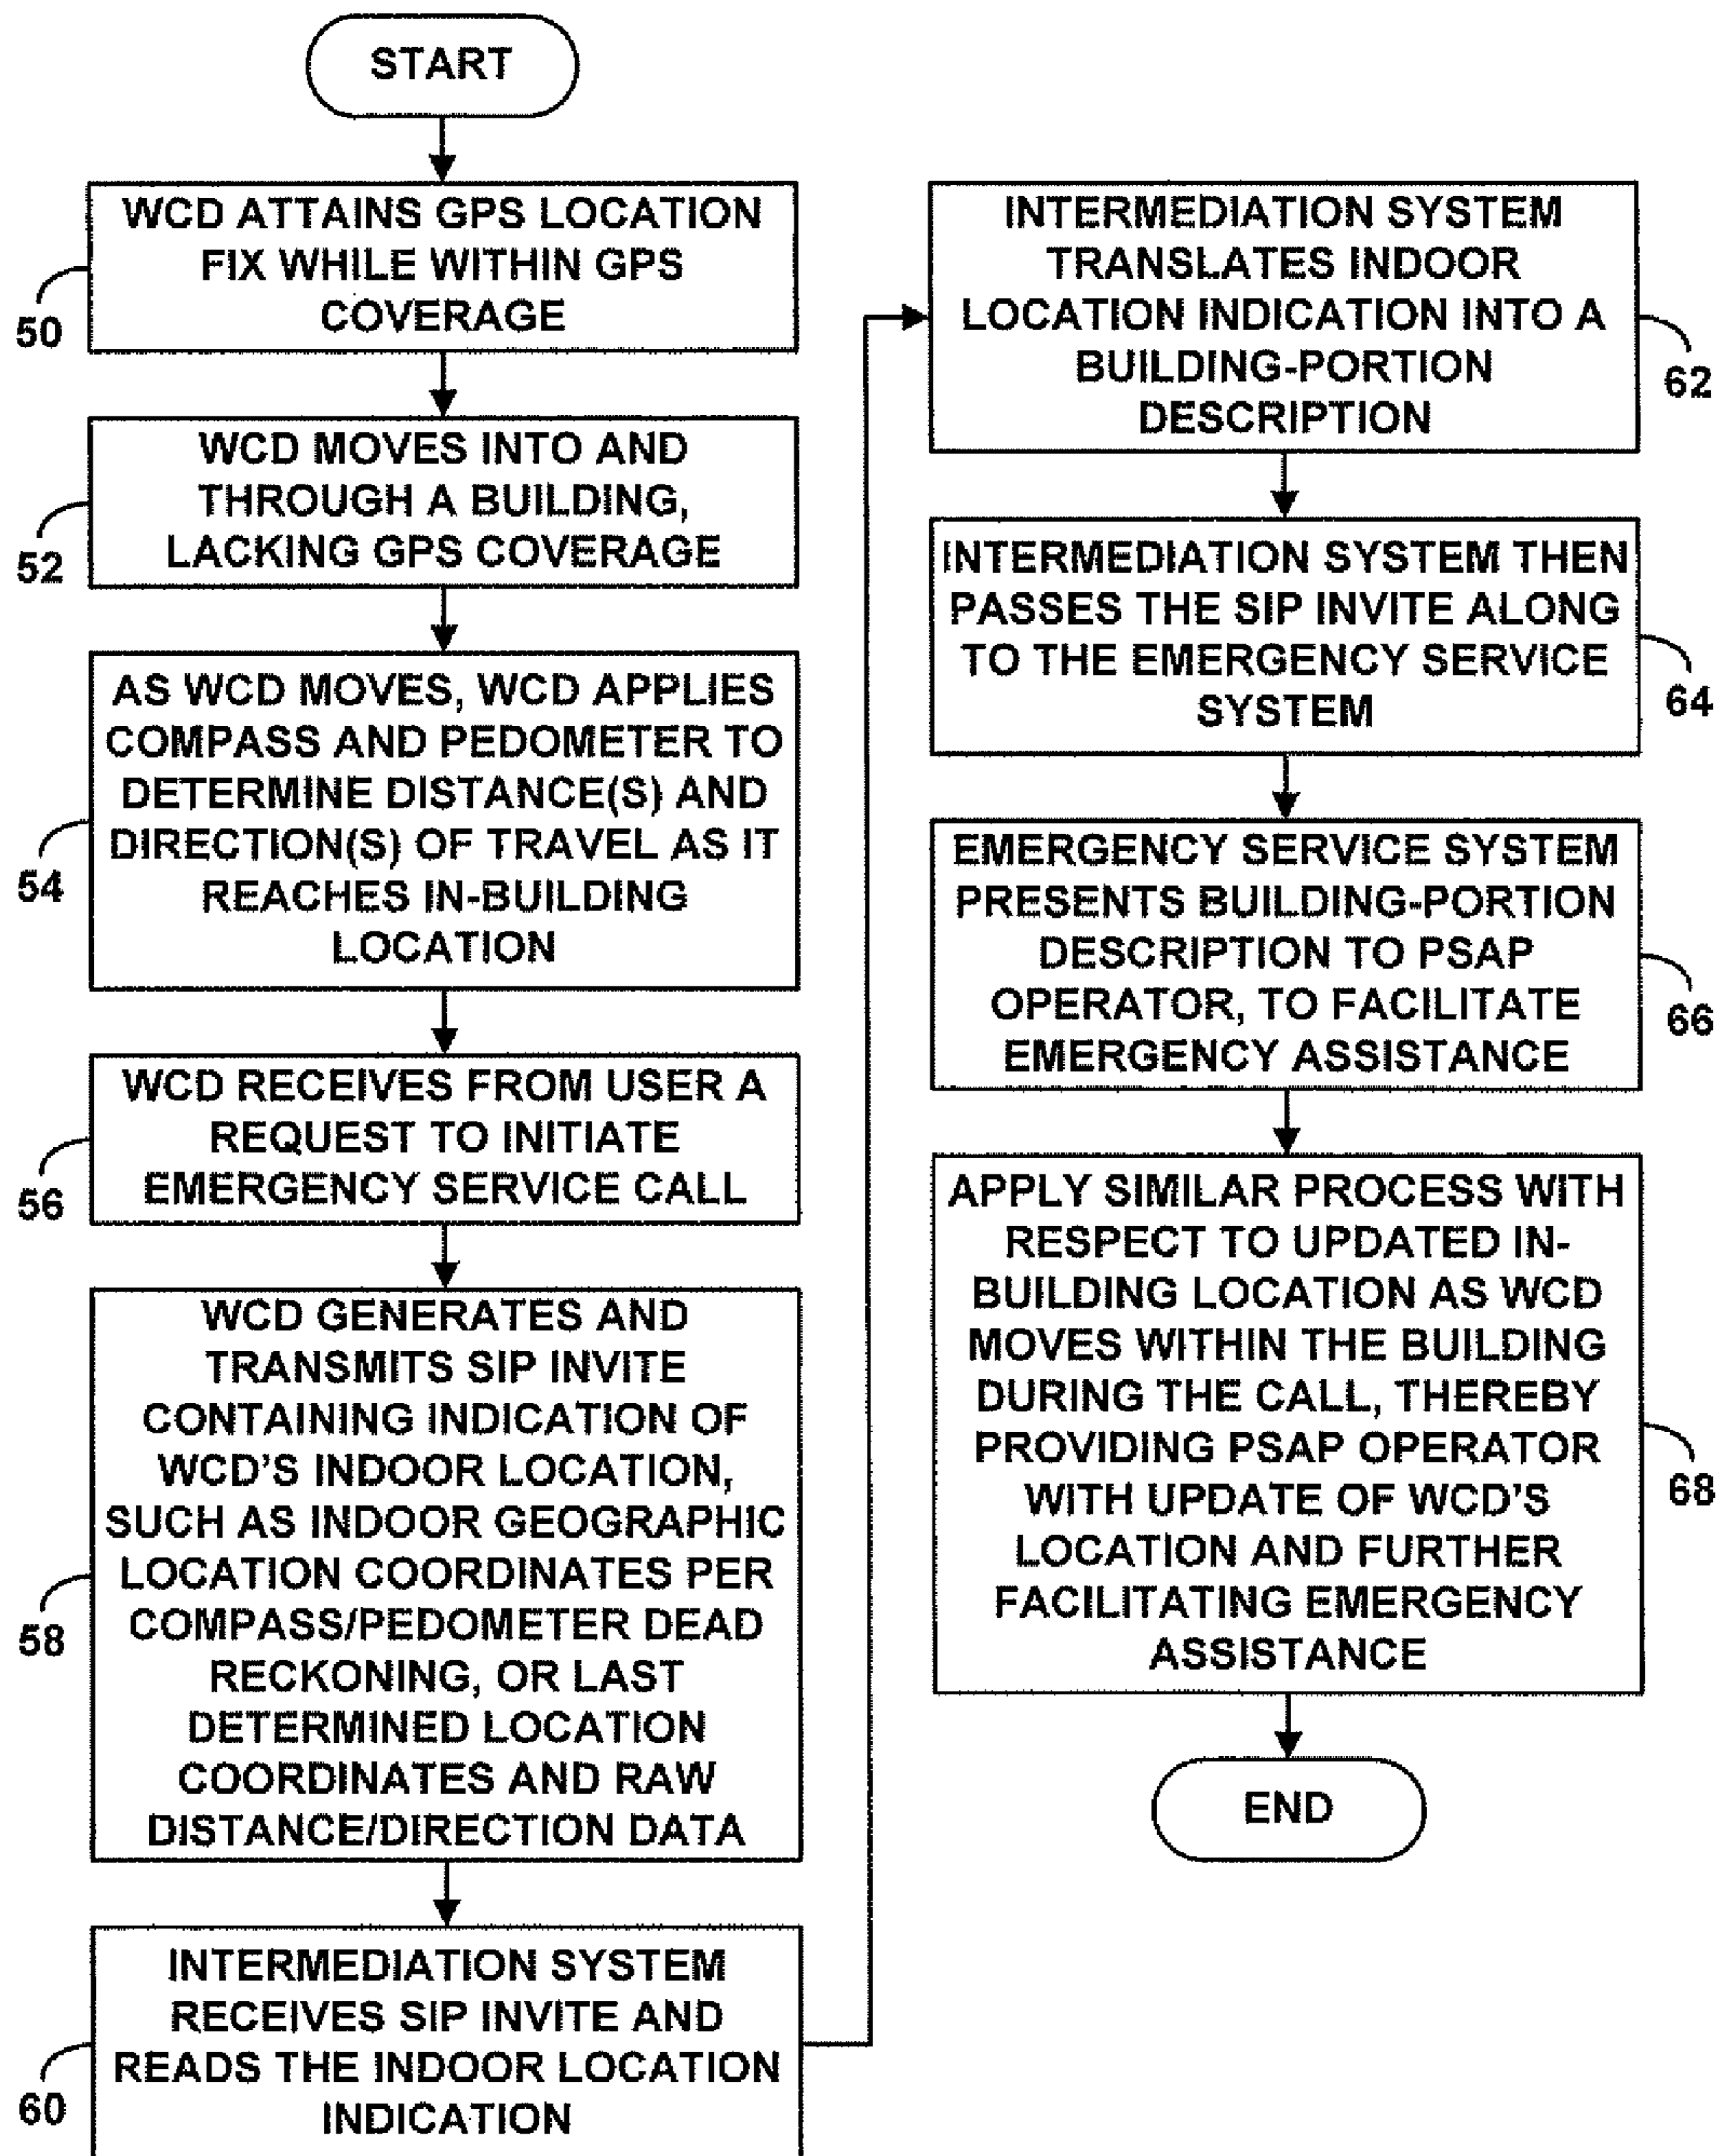 START
WCD ATTAINS GPS LOCATION
FIX WHILE WITHIN GPS
COVERAGE
50
WCD MOVES INTO AND
THROUGH A BUILDING,
LACKING GPS COVERAGE
52
AS WCD MOVES, WCD APPLIES
COMPASS AND PEDOMETER TO
DETERMINE DISTANCE(S) AND
DIRECTION(S) OF TRAVEL AS IT
REACHES IN-BUILDING
LOCATION
54
WCD RECEIVES FROM USER A
REQUEST TO INITIATE
EMERGENCY SERVICE CALL
56
WCD GENERATES AND
TRANSMITS SIP INVITE
CONTAINING INDICATION OF
WCD'S INDOOR LOCATION,
SUCH AS INDOOR GEOGRAPHIC
LOCATION COORDINATES PER
COMPASS/PEDOMETER DEAD
RECKONING, OR LAST
DETERMINED LOCATION
COORDINATES AND RAW
DISTANCE/DIRECTION DATA
58
INTERMEDIATION SYSTEM
RECEIVES SIP INVITE AND
READS THE INDOOR LOCATION
INDICATION
60
INTERMEDIATION SYSTEM
TRANSLATES INDOOR
LOCATION INDICATION INTO A
BUILDING-PORTION
DESCRIPTION
62
INTERMEDIATION SYSTEM THEN
PASSES THE SIP INVITE ALONG
TO THE EMERGENCY SERVICE
SYSTEM
64
EMERGENCY SERVICE SYSTEM
PRESENTS BUILDING-PORTION
DESCRIPTION TO PSAP
OPERATOR, TO FACILITATE
EMERGENCY ASSISTANCE
66
APPLY SIMILAR PROCESS WITH
RESPECT TO UPDATED IN-
BUILDING LOCATION AS WCD
MOVES WITHIN THE BUILDING
DURING THE CALL, THEREBY
PROVIDING PSAP OPERATOR
WITH UPDATE OF WCD'S
LOCATION AND FURTHER
FACILITATING EMERGENCY
ASSISTANCE
68
END